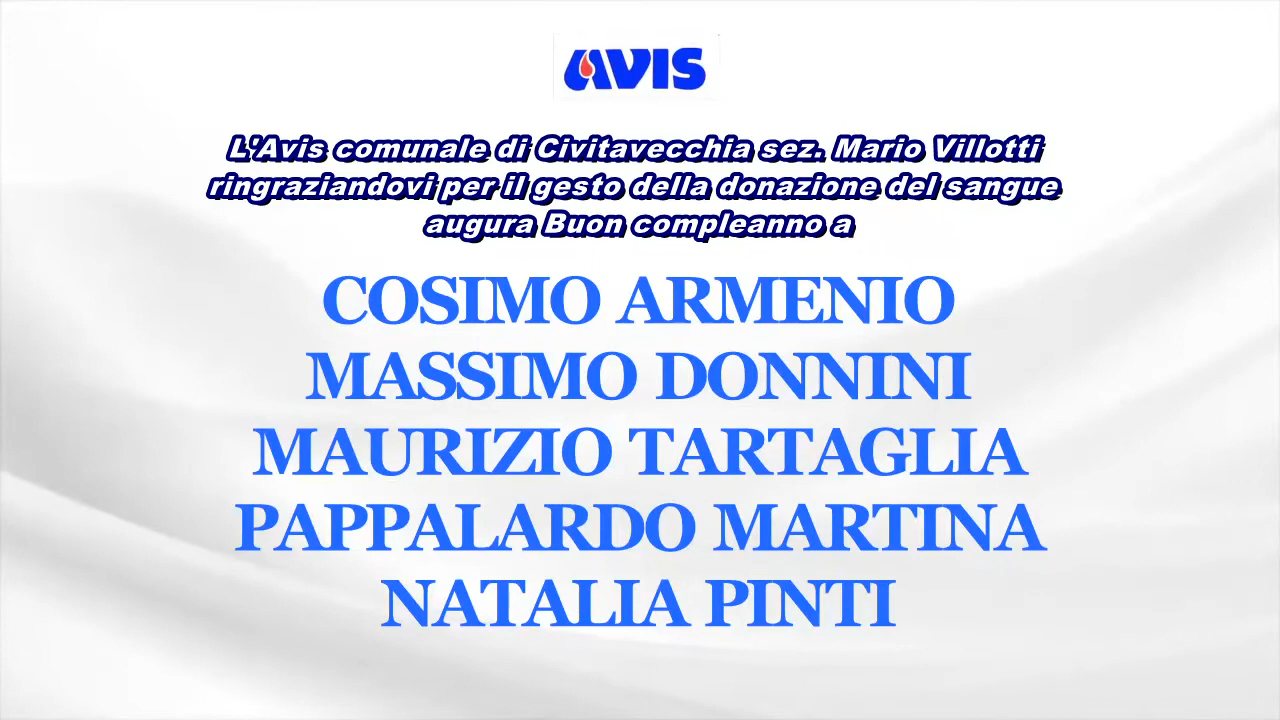 AVIS
L'Avis comunale di Civitavecchia sez. Mario Villotti
ringraziandovi per il gesto della donazione del sangue
augura Buon compleanno a
COSIMO ARMENIO
MASSIMO DONNINI
MAURIZIO TARTAGLIA
PAPPALARDO MARTINA
NATALIA PINTI